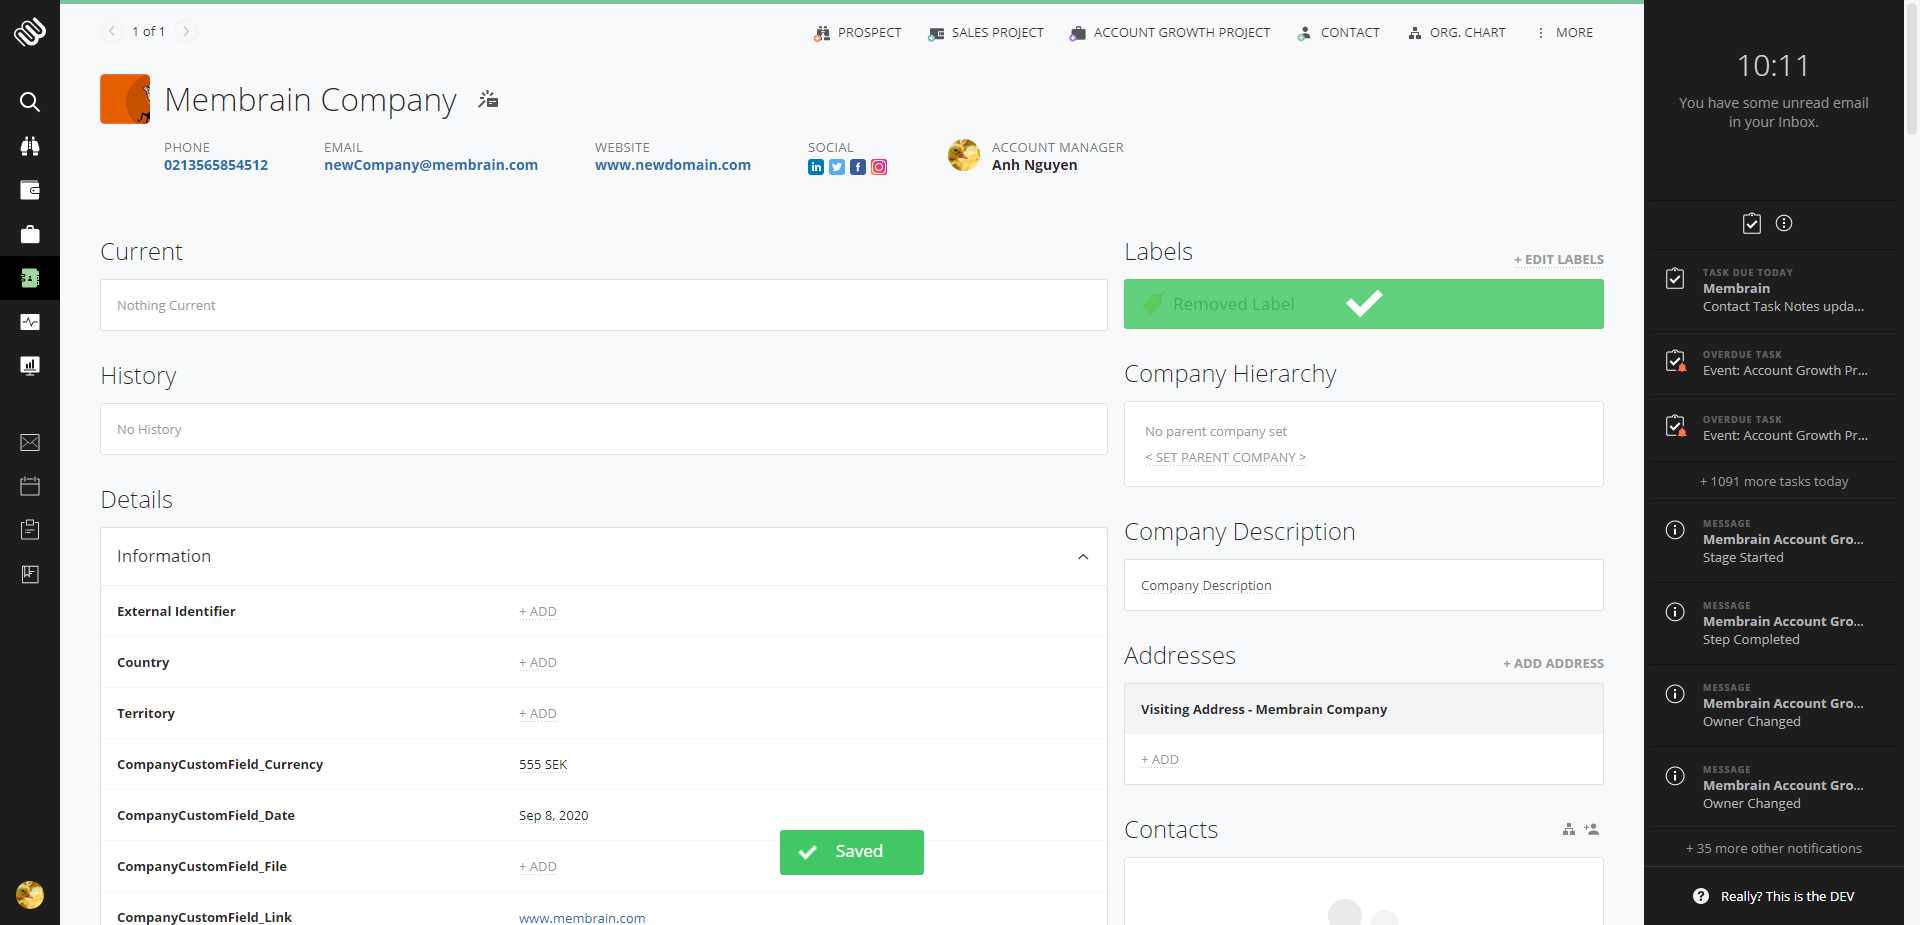 1 of 1
PROSPECT
SALES PROJECT
ACCOUNT GROWTH PROJECT
CONTACT
ORG. CHART
MORE
Membrain Company
PHONE
0213565854512
EMAIL
newCompany@membrain.com
WEBSITE
www.newdomain.com
SOCIAL
ACCOUNT MANAGER
Anh Nguyen
Current
Nothing Current
History
No History
Details
Information
External Identifier
+ ADD
Country
+ ADD
Territory
+ ADD
CompanyCustomField_Currency
555 SEK
CompanyCustomField_Date
Sep 8, 2020
CompanyCustomField_File
+ ADD
CompanyCustomField_Link
www.membrain.com
Saved
Labels
+ EDIT LABELS
Removed Label
Company Hierarchy
No parent company set
< SET PARENT COMPANY >
Company Description
Company Description
Addresses
+ ADD ADDRESS
Visiting Address - Membrain Company
+ ADD
Contacts
10:11
You have some unread email
in your Inbox.
TASK DUE TODAY
Membrain
Contact Task Notes upda...
OVERDUE TASK
Event: Account Growth Pr...
OVERDUE TASK
Event: Account Growth Pr...
+ 1091 more tasks today
MESSAGE
Membrain Account Gro...
Stage Started
MESSAGE
Membrain Account Gro...
Step Completed
MESSAGE
Membrain Account Gro...
Owner Changed
MESSAGE
Membrain Account Gro...
Owner Changed
+ 35 more other notifications
Really? This is the DEV